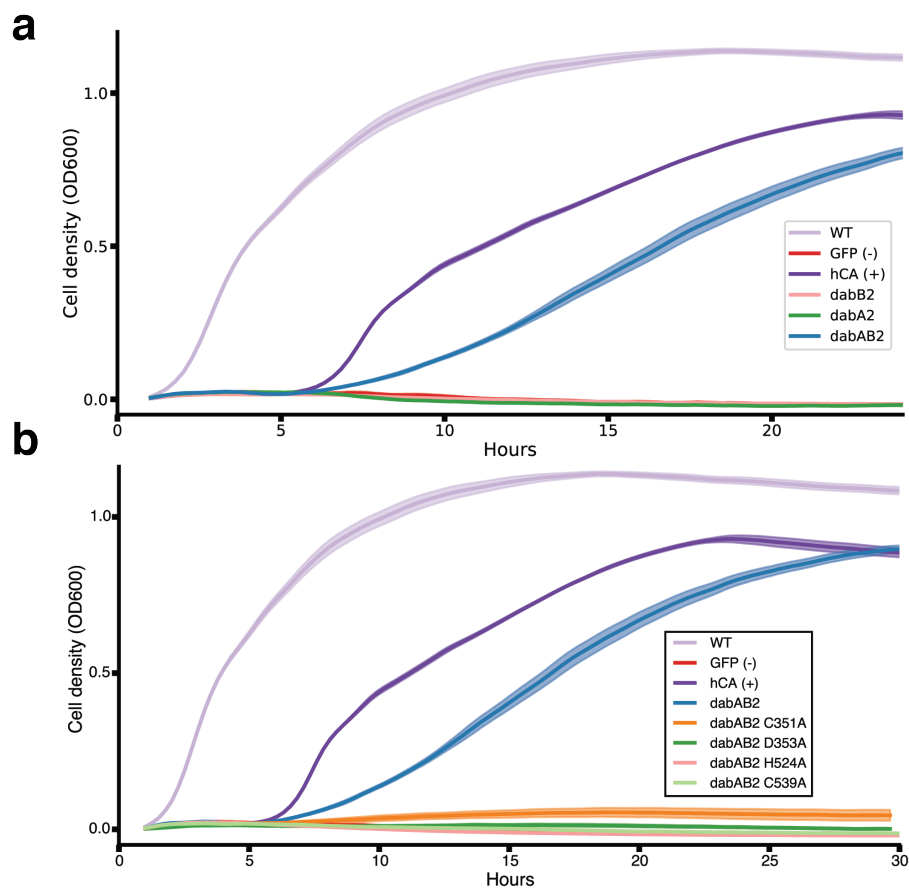 a
Cell density (OD600)
1.0
0.5
0.0
WT
GFP (-)
hCA (+)
dabB2
dabA2
dabAB2
0 5 10 15 20
Hours
b
Cell density (OD600)
1.0
0.5
0.0
WT
GFP (-)
hCA (+)
dabAB2
dabAB2 C351A
dabAB2 D353A
dabAB2 H524A
dabAB2 C539A
0 5 10 15 20 25 30
Hours